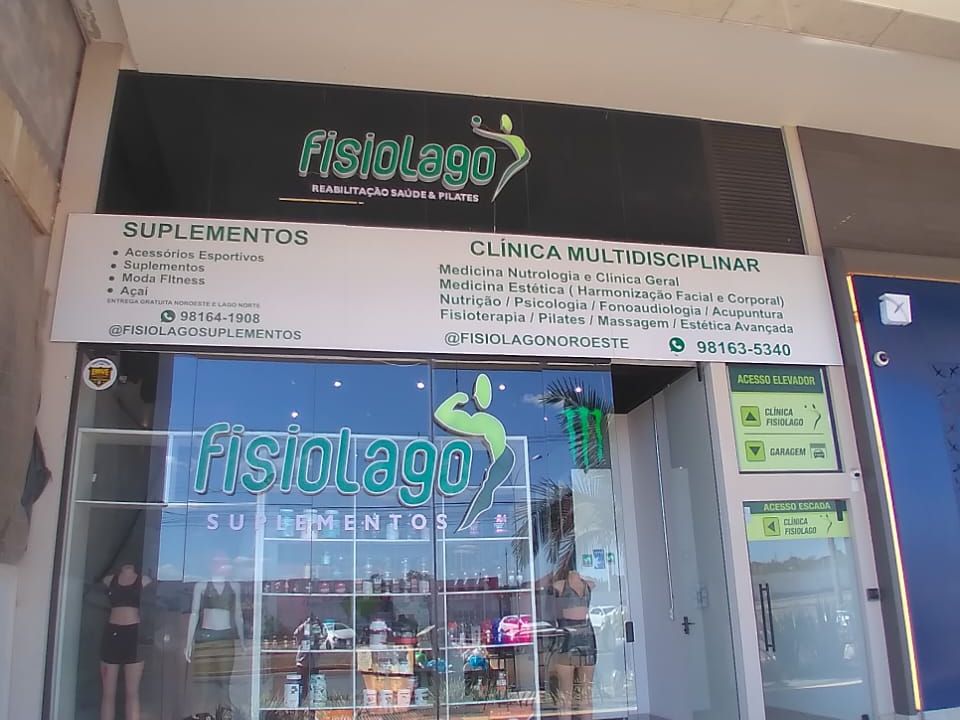 fisiolago
REABILITAÇÃO SAÚDE & PILATES
SUPLEMENTOS
• Acessórios Esportivos
• Suplementos
• Moda FItness
• Açaí
ENTREGA GRATUITA NOROESTE E LAGO NORTE
98164-1908
@FISIOLAGOSUPLEMENTOS
CLÍNICA MULTIDISCIPLINAR
Medicina Nutrologia e Clínica Geral
Medicina Estética ( Harmonização Facial e Corporal)
Nutrição / Psicologia / Fonoaudiologia / Acupuntura
Fisioterapia / Pilates / Massagem / Estética Avançada
@FISIOLAGONOROESTE
98163-5340
fisiolago
SUPLEMENTOS
ACESSO ELEVADOR
CLÍNICA
FISIOLAGO
GARAGEM
ACESSO ESCADA
CLÍNICA
FISIOLAGO